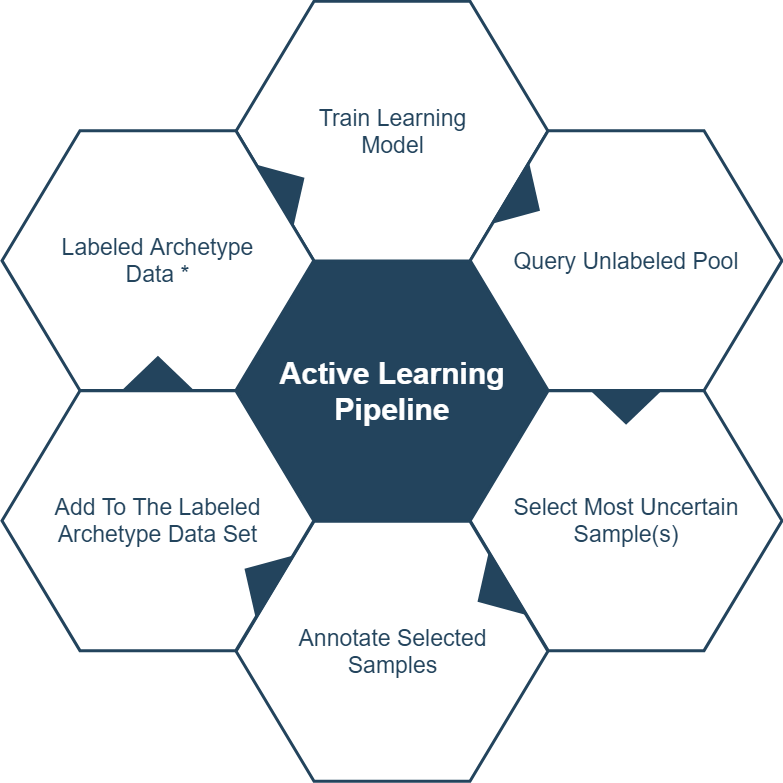 Train Learning
Model
Labeled Archetype
Data *
Query Unlabeled Pool
Active Learning
Pipeline
Add To The Labeled
Archetype Data Set
Select Most Uncertain
Sample(s)
Annotate Selected
Samples